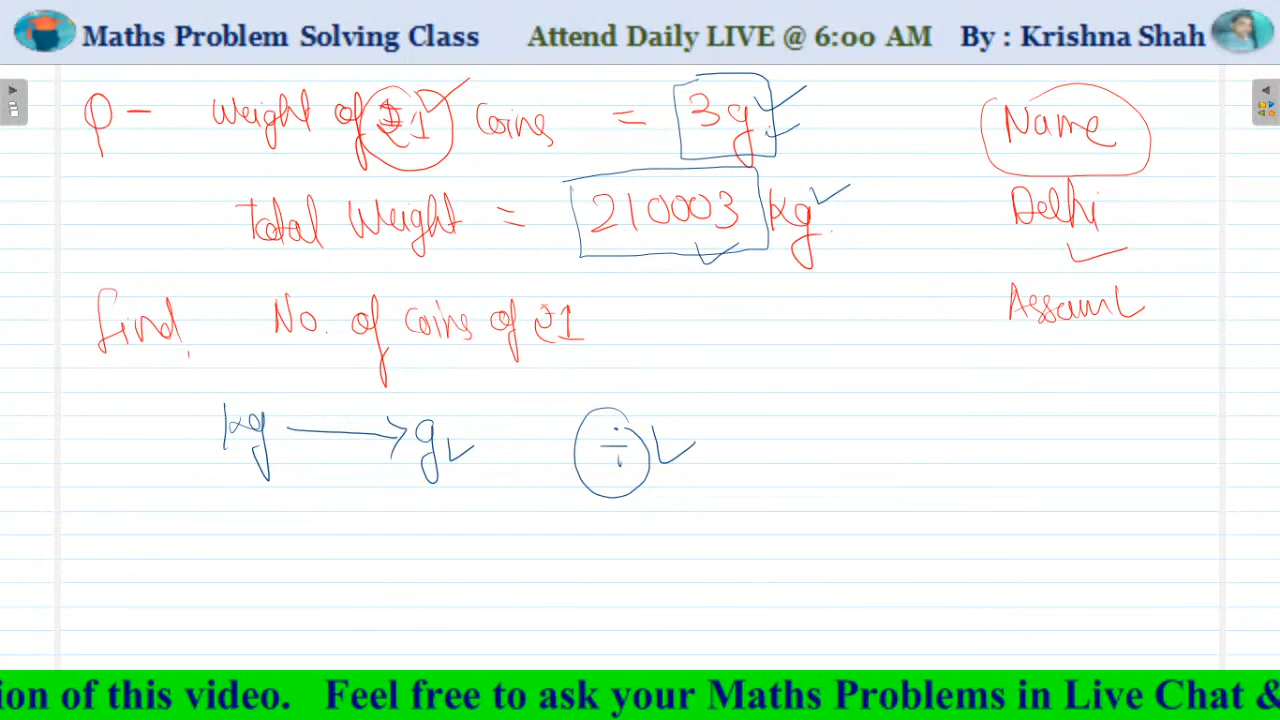 Maths Problem Solving Class Attend Daily LIVE @ 6:00 AM By : Krishna Shah
Q- Weight of ₹1 coins = 3g
Total Weight = 210003 kg
Find No. of coins of ₹1
Name
Delhi
Assam
kg → g ÷
ion of this video. Feel free to ask your Maths Problems in Live Chat &